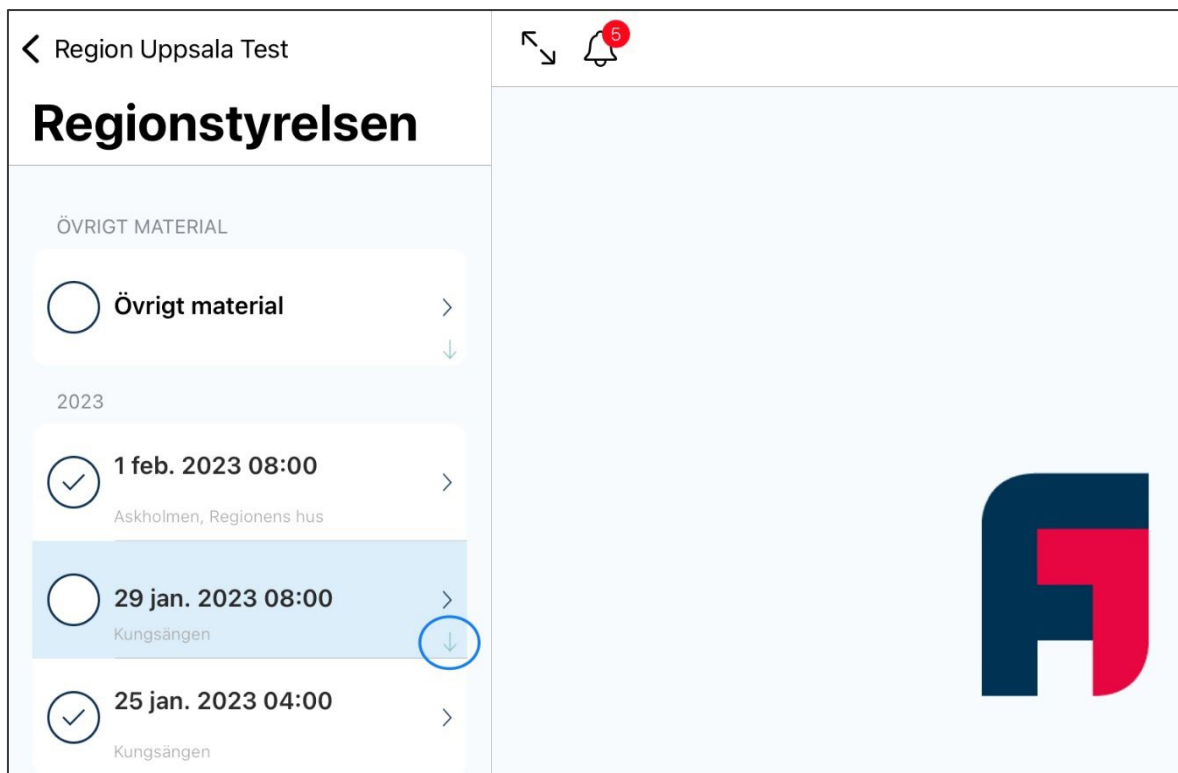 Region Uppsala Test
5
Regionstyrelsen
ÖVRIGT MATERIAL
Övrigt material
2023
1 feb. 2023 08:00
Askholmen, Regionens hus
29 jan. 2023 08:00
Kungsängen
25 jan. 2023 04:00
Kungsängen